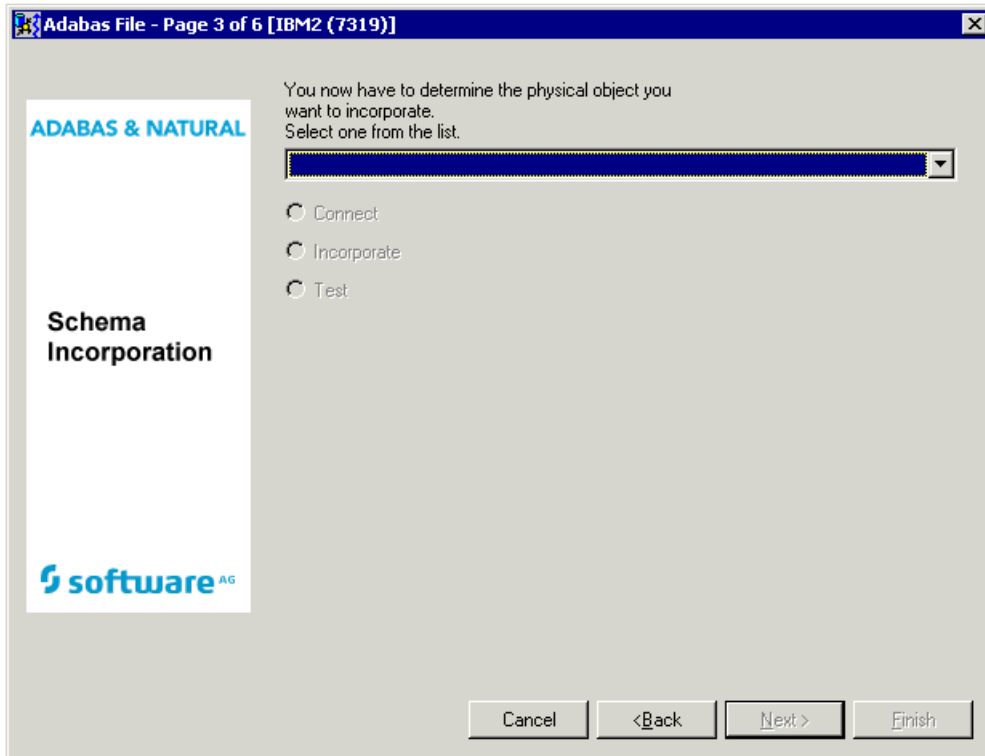 Adabas File - Page 3 of 6 [IBM2 (7319)]
You now have to determine the physical object you
want to incorporate.
Select one from the list.
ADABAS & NATURAL
Connect
Incorporate
Test
Schema
Incorporation
software AG
Cancel
<Back
Next >
Finish